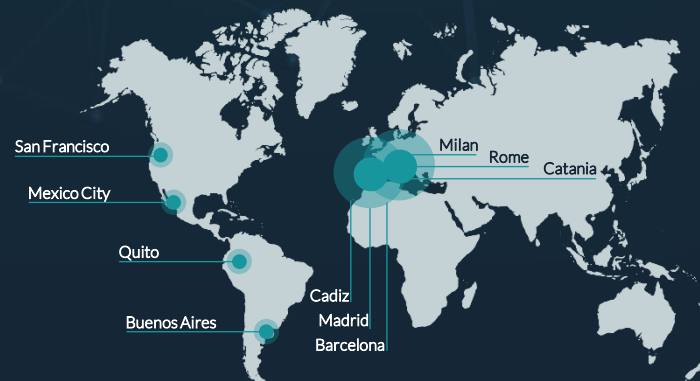 San Francisco
Milan
Rome
Catania
Mexico City
Quito
Cadiz
Madrid
Buenos Aires
Barcelona